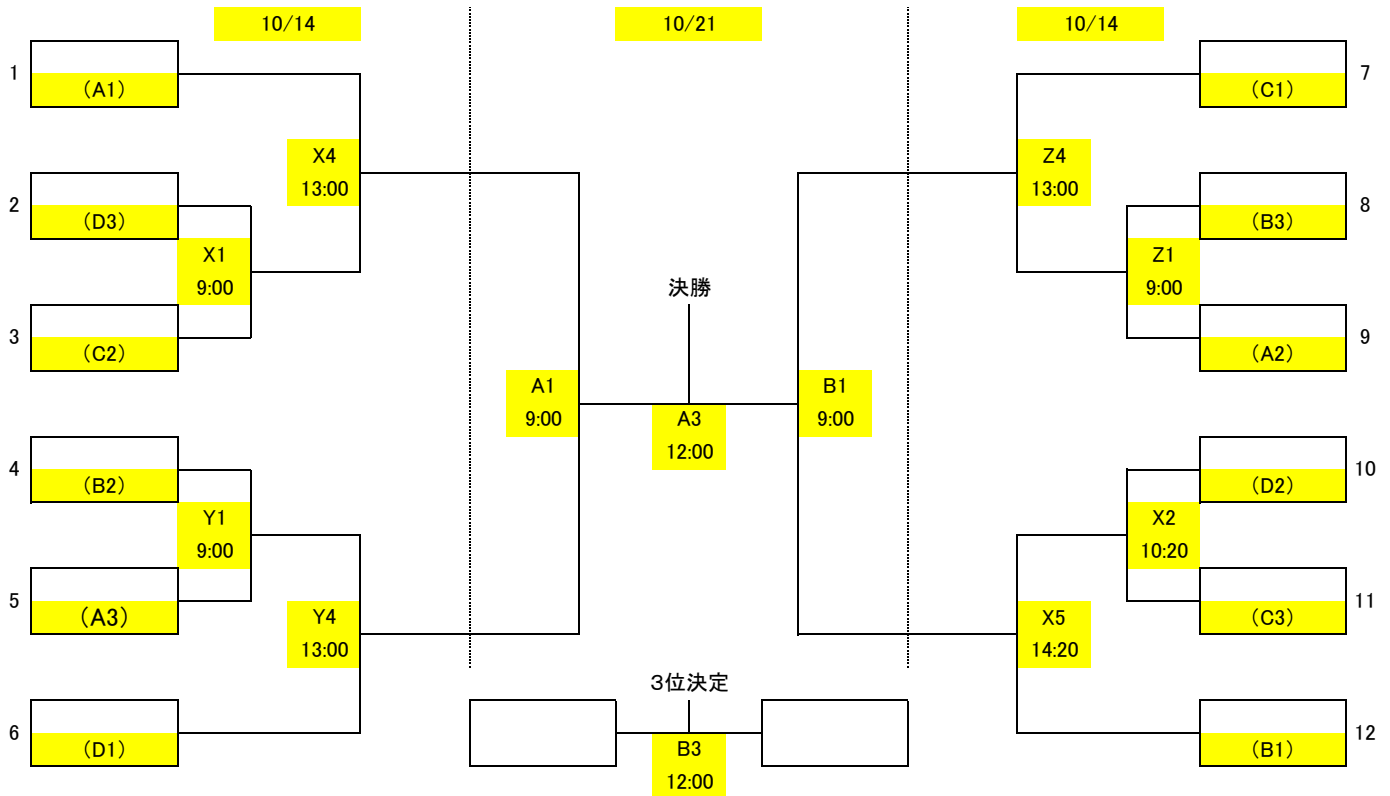 10/14
10/21
10/14
1
（A1）
7
（C1）
X4
13:00
Z4
13:00
2
（D3）
8
（B3）
X1
9:00
Z1
9:00
決勝
3
（C2）
9
（A2）
A1
9:00
A3
12:00
B1
9:00
4
（B2）
10
（D2）
Y1
9:00
X2
10:20
5
（A3）
11
（C3）
Y4
13:00
X5
14:20
3位決定
6
（D1）
12
（B1）
B3
12:00